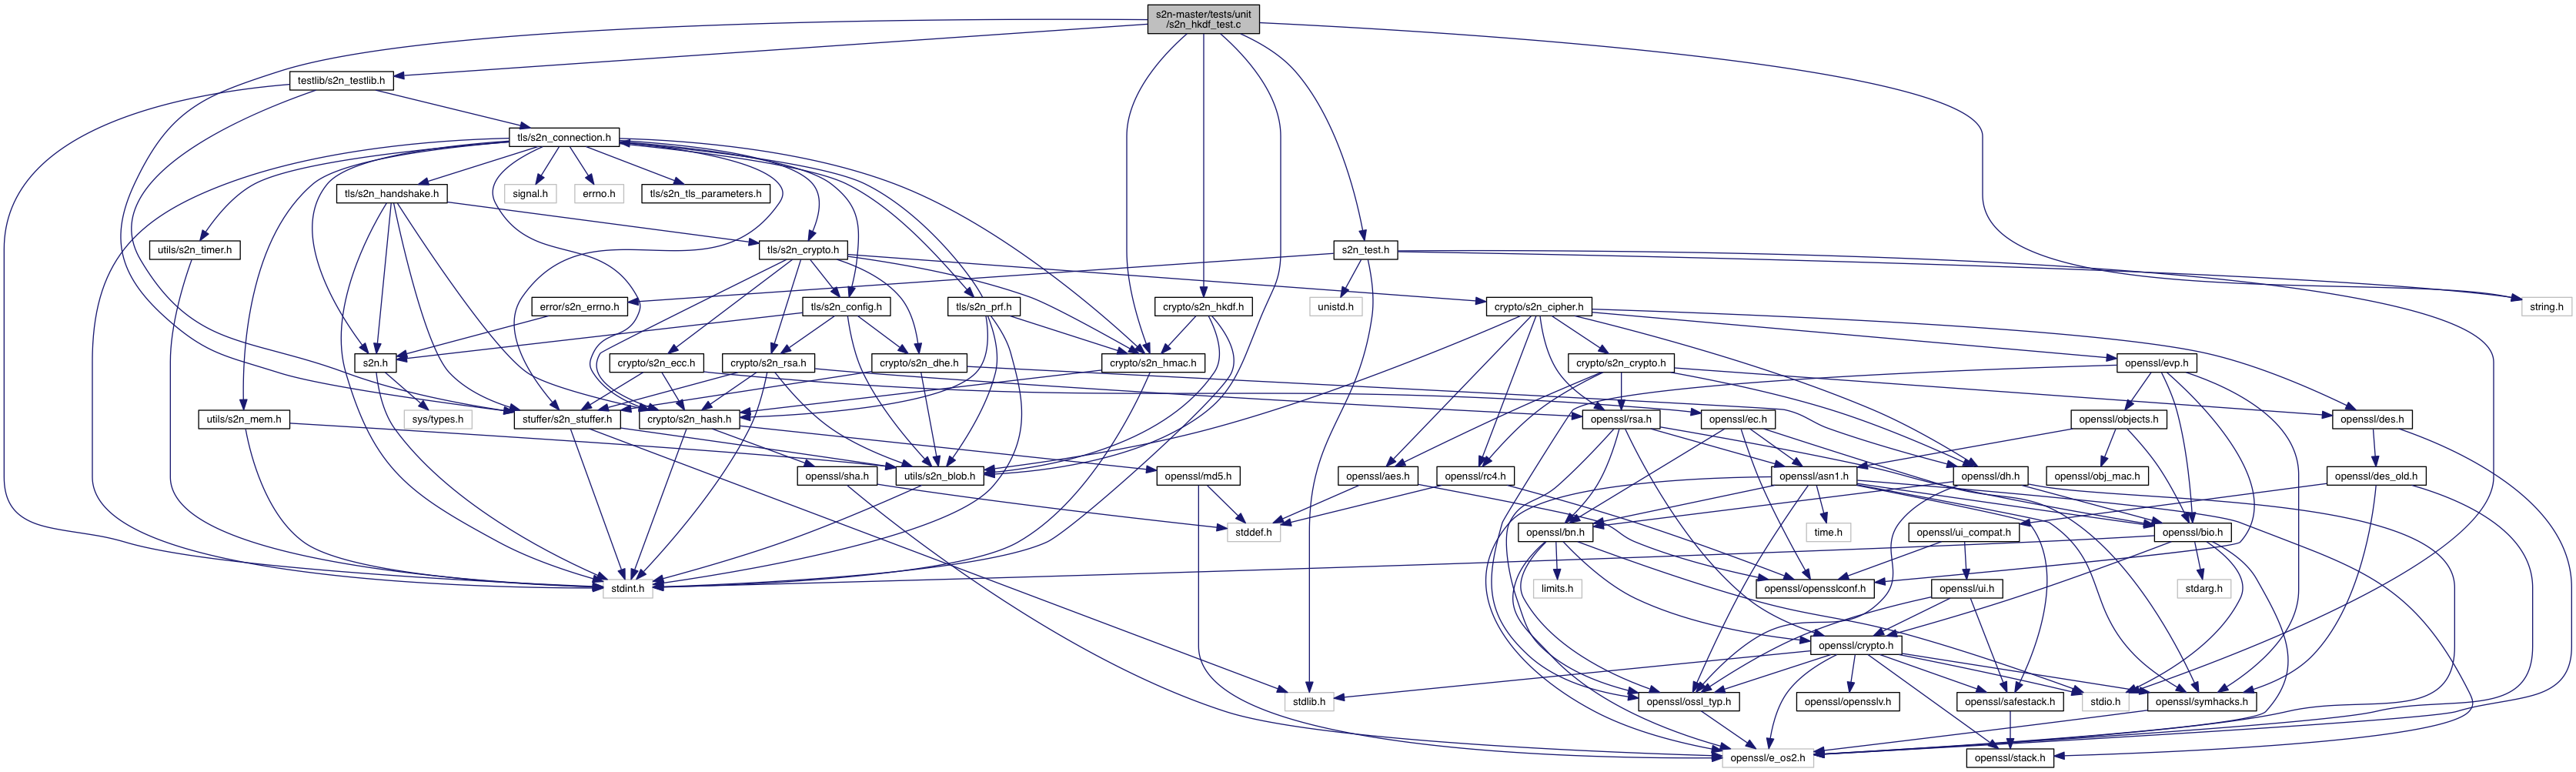 s2n-master/tests/unit
/s2n_hkdf_test.c
testlib/s2n_testlib.h
tls/s2n_connection.h
tls/s2n_handshake.h
signal.h
errno.h
tls/s2n_tls_parameters.h
utils/s2n_timer.h
tls/s2n_crypto.h
s2n_test.h
error/s2n_errno.h
tls/s2n_config.h
tls/s2n_prf.h
crypto/s2n_hkdf.h
unistd.h
crypto/s2n_cipher.h
string.h
s2n.h
crypto/s2n_ecc.h
crypto/s2n_rsa.h
crypto/s2n_dhe.h
crypto/s2n_hmac.h
crypto/s2n_crypto.h
openssl/evp.h
utils/s2n_mem.h
sys/types.h
stuffer/s2n_stuffer.h
crypto/s2n_hash.h
openssl/rsa.h
openssl/ec.h
openssl/objects.h
openssl/des.h
openssl/sha.h
utils/s2n_blob.h
openssl/md5.h
openssl/aes.h
openssl/rc4.h
openssl/asn1.h
openssl/dh.h
openssl/obj_mac.h
openssl/des_old.h
stddef.h
openssl/bn.h
time.h
openssl/ui_compat.h
openssl/bio.h
stdint.h
limits.h
openssl/opensslconf.h
openssl/ui.h
stdarg.h
openssl/crypto.h
stdlib.h
openssl/ossl_typ.h
openssl/opensslv.h
openssl/safestack.h
stdio.h
openssl/symhacks.h
openssl/e_os2.h
openssl/stack.h